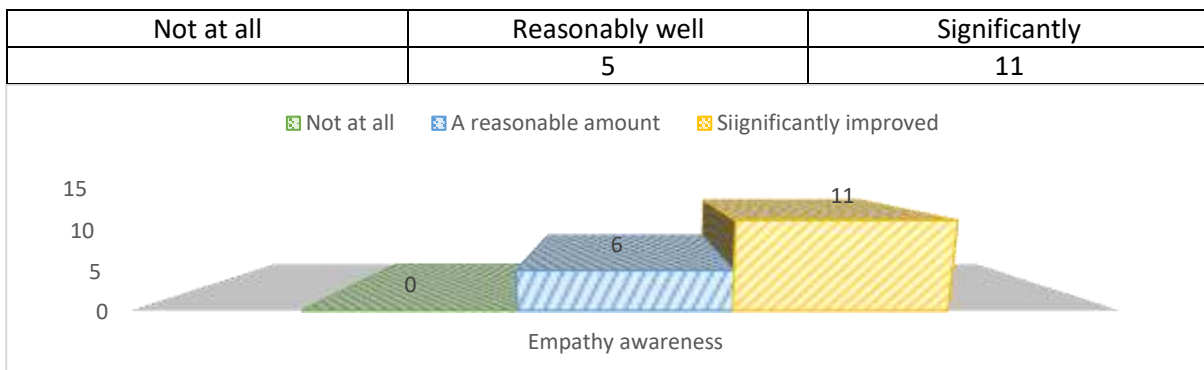 Not at all Reasonably well Significantly
5 11
Not at all A reasonable amount Siignificantly improved
15
11
10
6
5
0
0
Empathy awareness